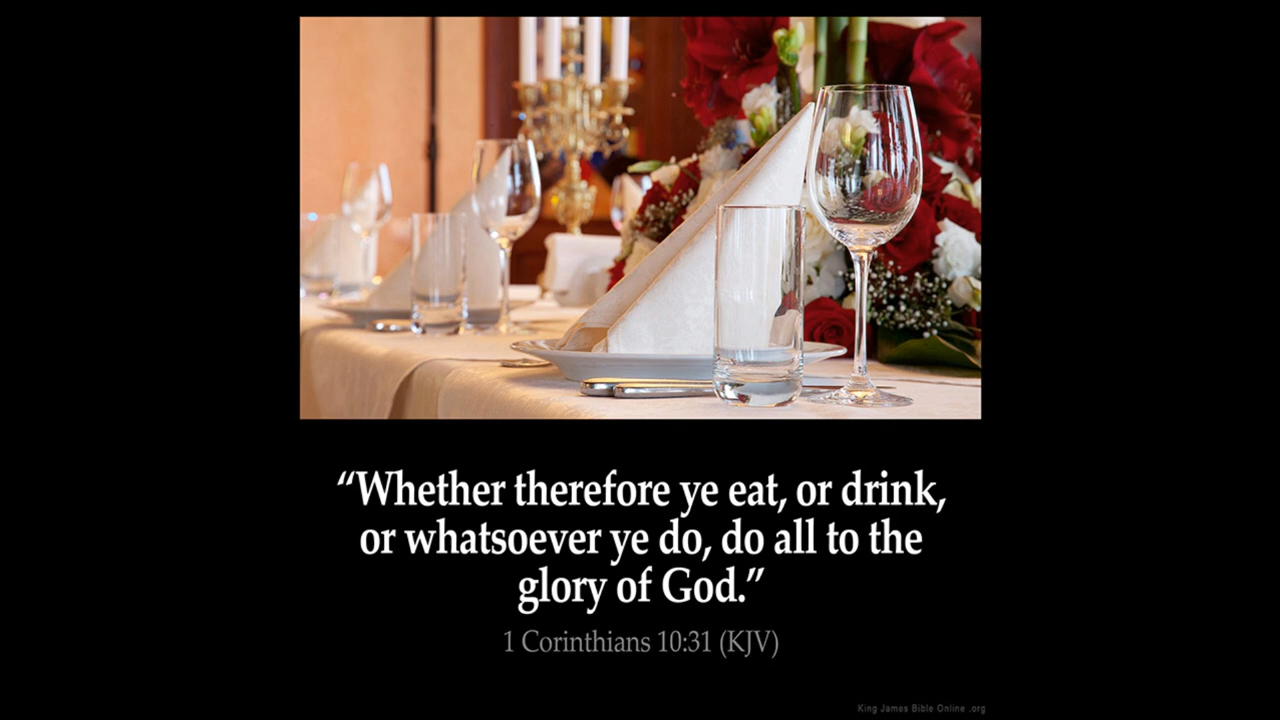 “Whether therefore ye eat, or drink,
or whatsoever ye do, do all to the
glory of God.”
1 Corinthians 10:31 (KJV)
King James Bible Online .org